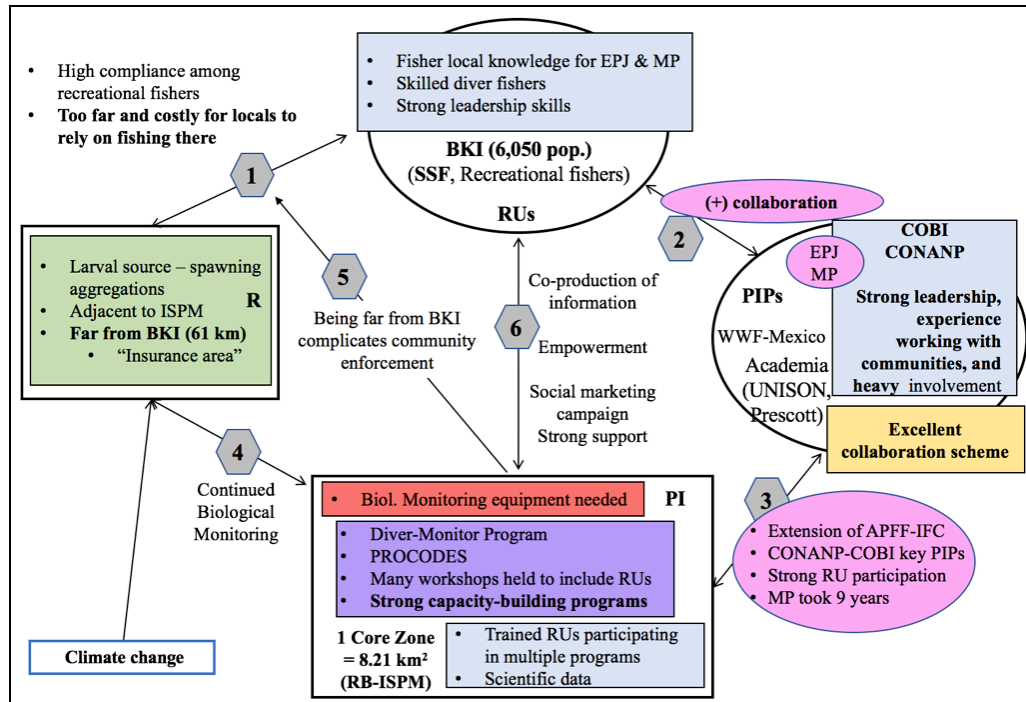 • High compliance among
recreational fishers
• Too far and costly for locals to
rely on fishing there
• Fisher local knowledge for EPJ & MP
• Skilled diver fishers
• Strong leadership skills
BKI (6,050 pop.)
(SSF, Recreational fishers)
RUs
1
(+) collaboration
2
• Larval source – spawning
aggregations
• Adjacent to ISPM
• Far from BKI (61 km)
• “Insurance area”
R
5
Being far from BKI
complicates community
enforcement
Co-production of
information
6
Empowerment
Social marketing
campaign
Strong support
COBI
CONANP
EPJ
MP
PIPs
WWF-Mexico
Academia
(UNISON,
Prescott)
Strong leadership,
experience
working with
communities, and
heavy involvement
Excellent
collaboration scheme
4
Continued
Biological
Monitoring
3
• Extension of APFF-IFC
• CONANP-COBI key PIPs
• Strong RU participation
• MP took 9 years
• Biol. Monitoring equipment needed
PI
• Diver-Monitor Program
• PROCODES
• Many workshops held to include RUs
• Strong capacity-building programs
1 Core Zone
= 8.21 km²
(RB-ISPM)
• Trained RUs participating
in multiple programs
• Scientific data
Climate change